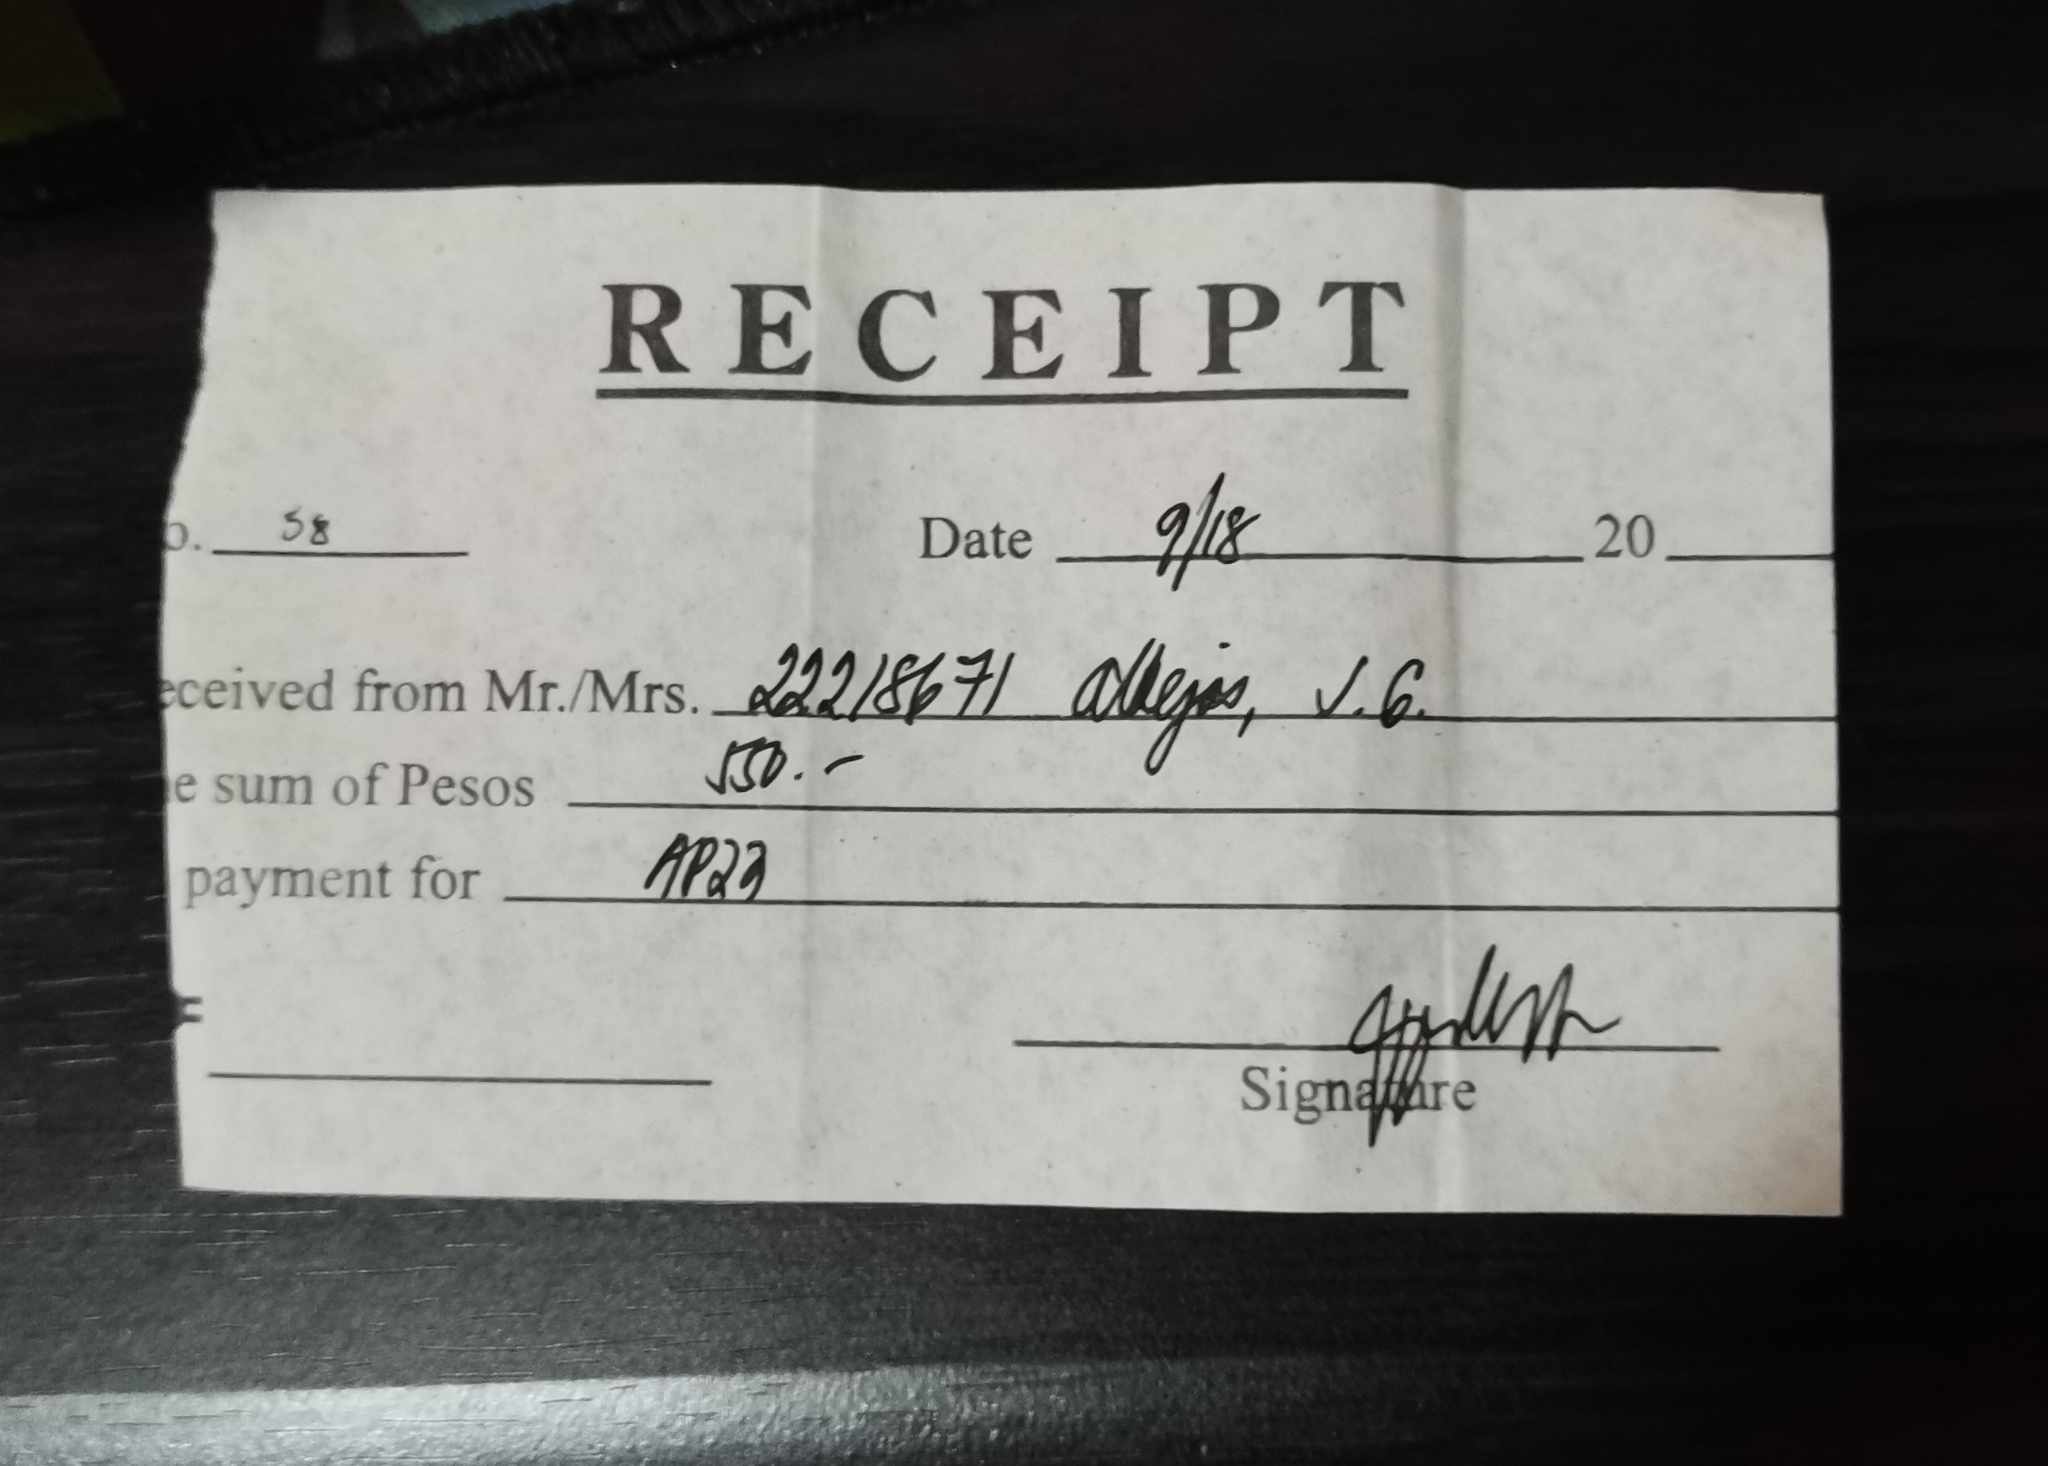 RECEIPT
o. 58 Date 9/18 20
eceived from Mr./Mrs. 22218671 Allejos, J. G.
e sum of Pesos 550.-
payment for AP23
Signature